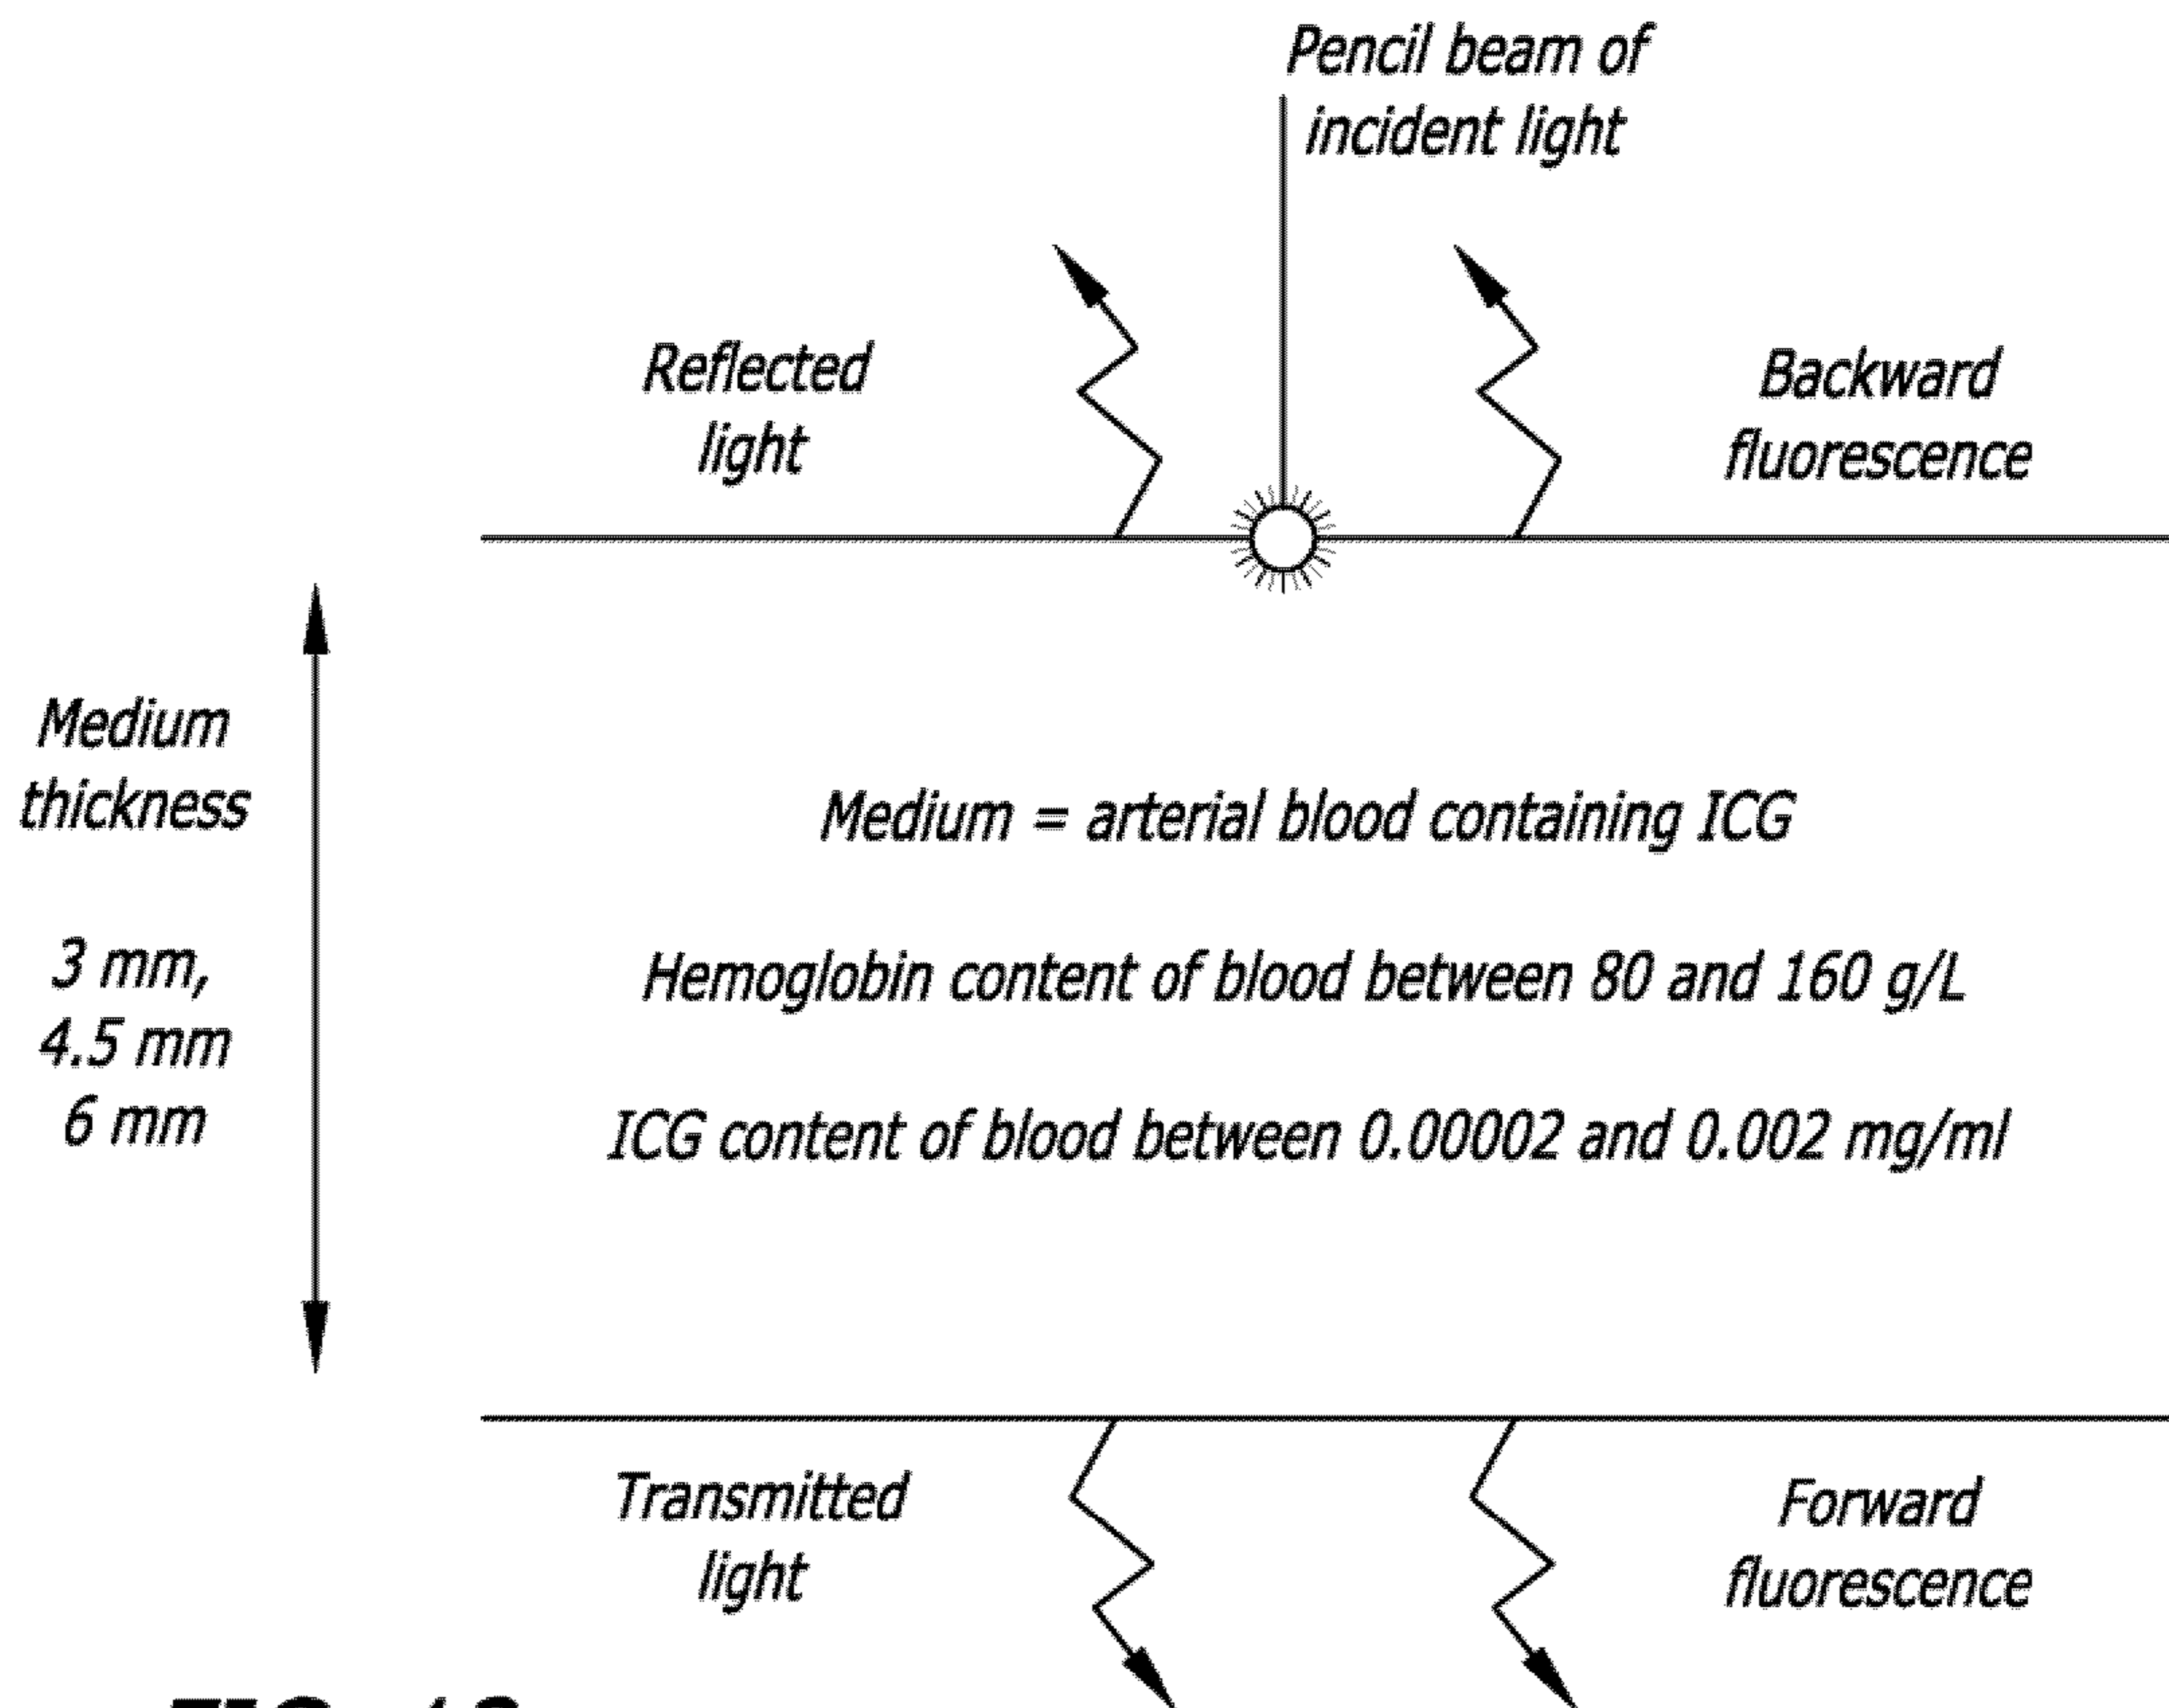 Pencil beam of
incident light
Reflected
light
Backward
fluorescence
Medium
thickness
3 mm,
4.5 mm
6 mm
Medium = arterial blood containing ICG
Hemoglobin content of blood between 80 and 160 g/L
ICG content of blood between 0.00002 and 0.002 mg/ml
Transmitted
light
Forward
fluorescence